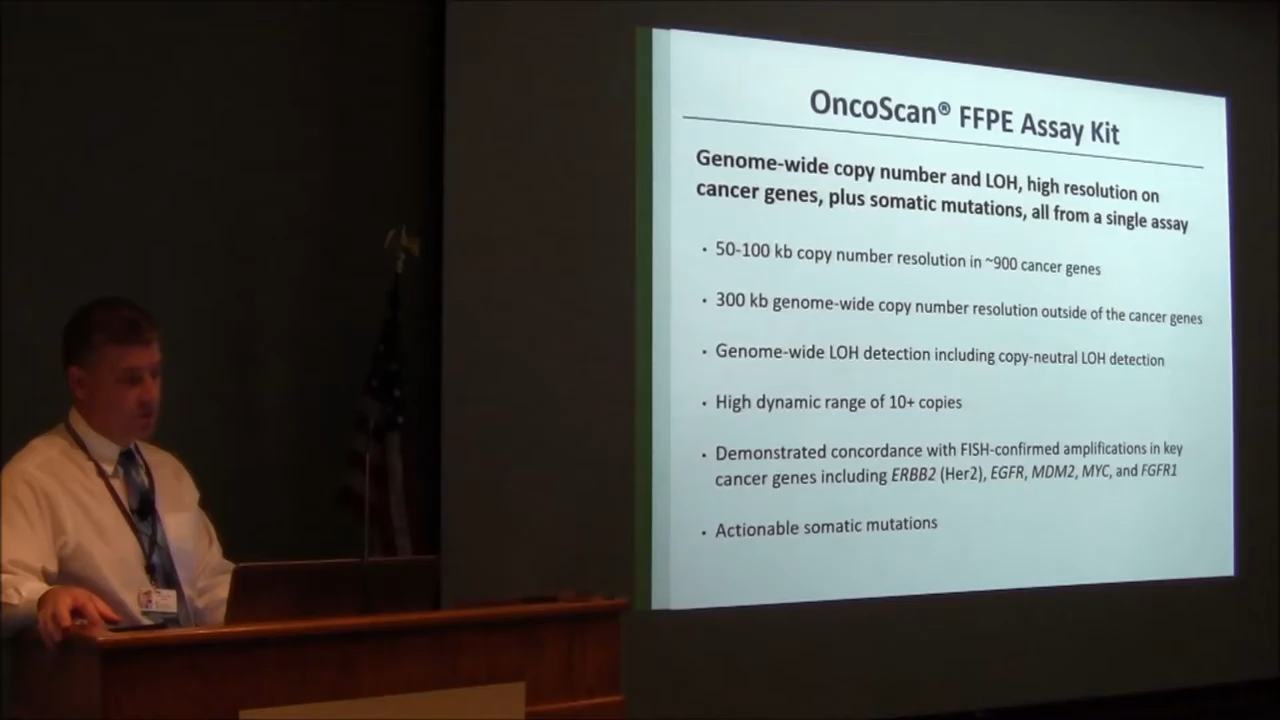 OncoScan® FFPE Assay Kit
Genome-wide copy number and LOH, high resolution on
cancer genes, plus somatic mutations, all from a single assay
• 50-100 kb copy number resolution in ~900 cancer genes
• 300 kb genome-wide copy number resolution outside of the cancer genes
• Genome-wide LOH detection including copy-neutral LOH detection
• High dynamic range of 10+ copies
• Demonstrated concordance with FISH-confirmed amplifications in key
cancer genes including ERBB2 (Her2), EGFR, MDM2, MYC, and FGFR1
• Actionable somatic mutations